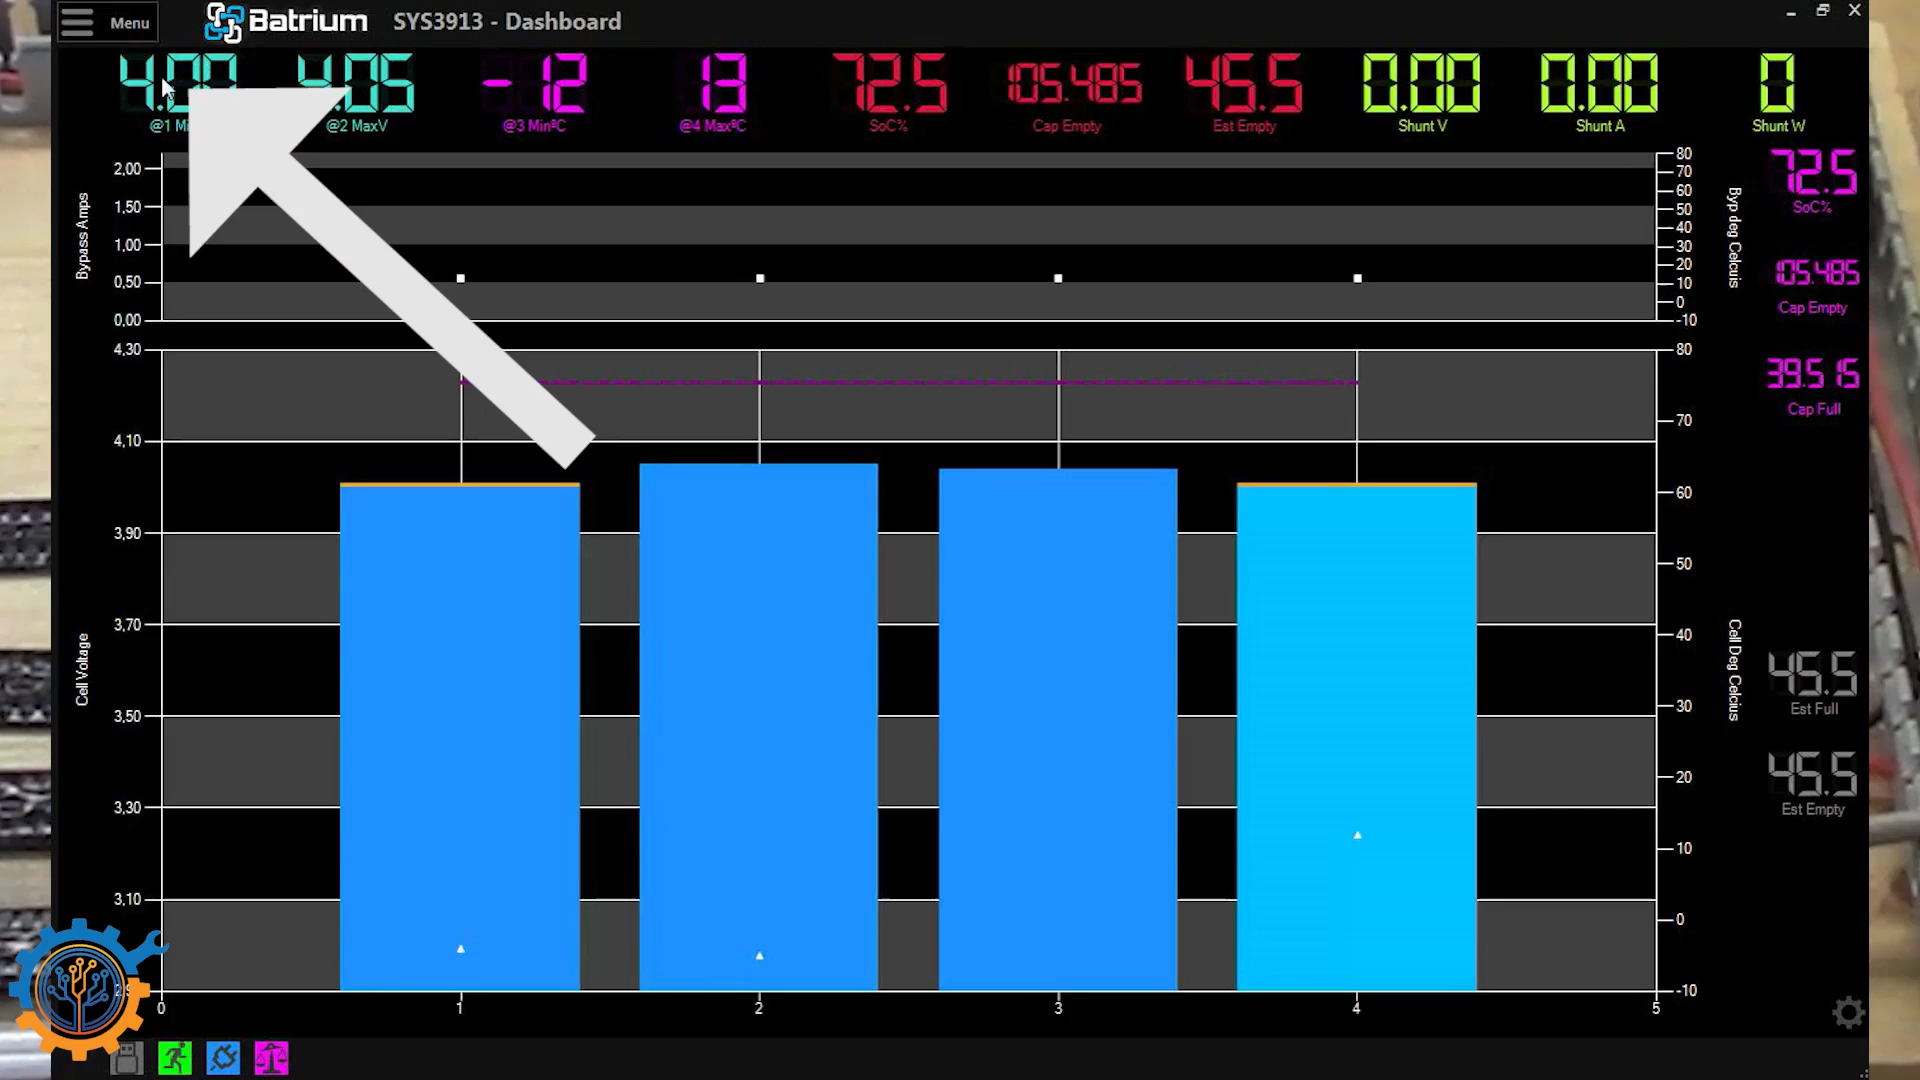 Menu
Batrium
SYS3913 - Dashboard
4.00
4.05
-12
13
72.5
105.485
45.5
0.00
0.00
0
@1 Mi
@2 MaxV
@3 MinºC
@4 MaxºC
SoC%
Cap Empty
Est Empty
Shunt V
Shunt A
Shunt W
Bypass Amps
2,00
1,50
1,00
0,50
0,00
80
70
60
50
40
30
20
10
0
-10
Byp deg Celcuis
Cell Voltage
4,30
4,10
3,90
3,70
3,50
3,30
3,10
80
70
60
50
40
30
20
10
0
-10
Cell Deg Celcius
0
1
2
3
4
5
72.5
SoC%
105.485
Cap Empty
39.515
Cap Full
45.5
Est Full
45.5
Est Empty